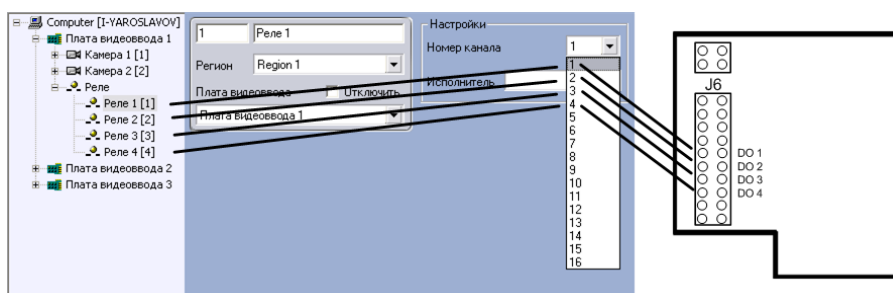 Computer [I-YAROSLAVOV]
Плата видеоввода 1
Камера 1 [1]
Камера 2 [2]
Реле
Реле 1 [1]
Реле 2 [2]
Реле 3 [3]
Реле 4 [4]
Плата видеоввода 2
Плата видеоввода 3
1 Реле 1
Регион Region 1
Плата видеоввода Отключить
Плата видеоввода 1
Настройки
Номер канала 1
Исполнитель
1
2
3
4
5
6
7
8
9
10
11
12
13
14
15
16
J6
DO 1
DO 2
DO 3
DO 4